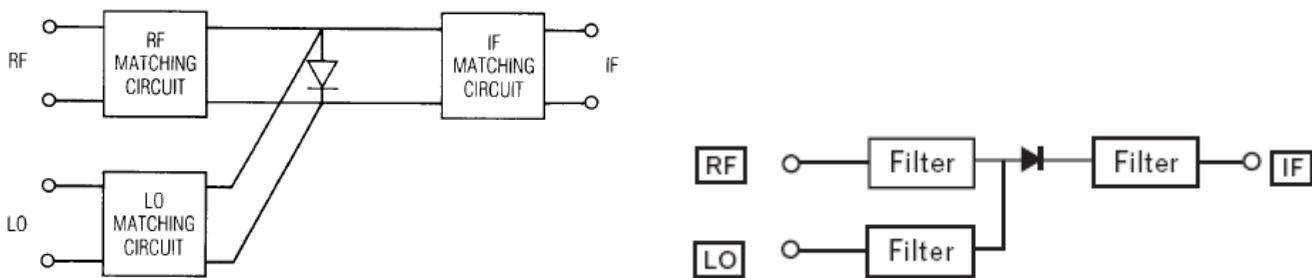 RF
RF
MATCHING
CIRCUIT
IF
MATCHING
CIRCUIT
IF
LO
LO
MATCHING
CIRCUIT
RF
Filter
Filter
IF
LO
Filter